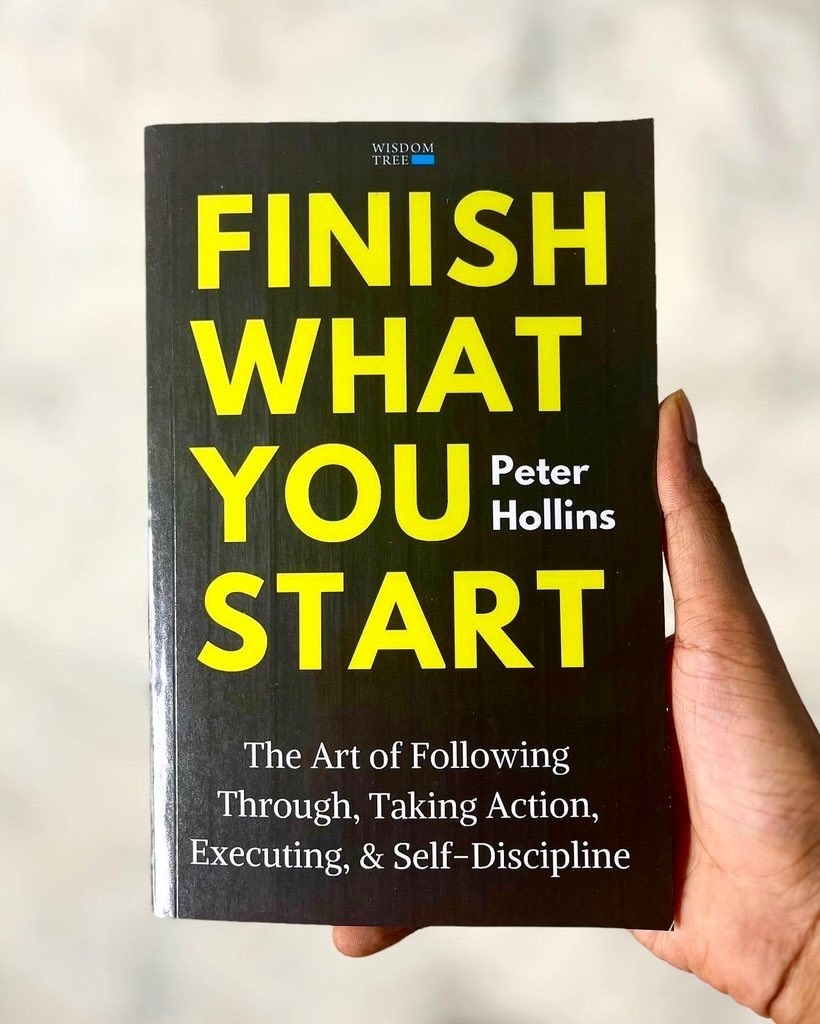 WISDOM
TREE
FINISH
WHAT
YOU
Peter
Hollins
START
The Art of Following
Through, Taking Action,
Executing, & Self-Discipline